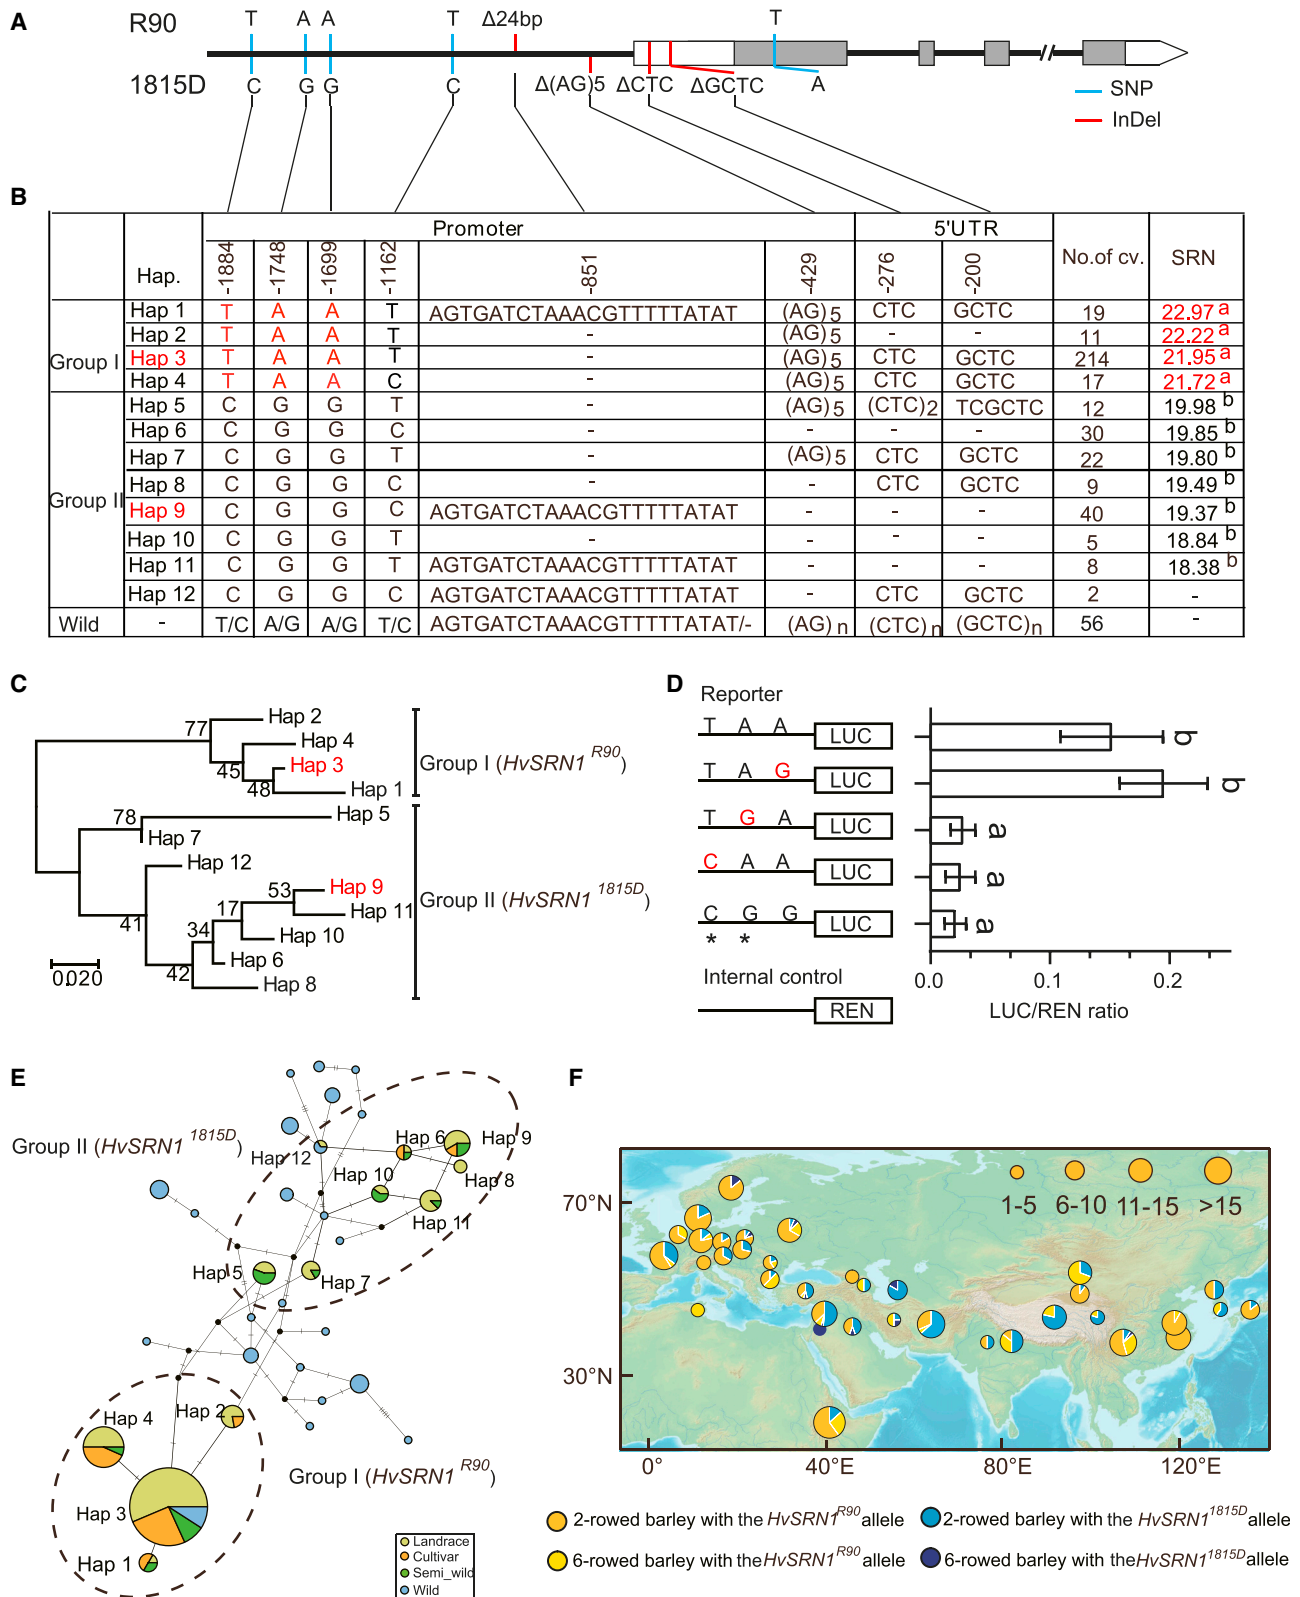 A
R90
T A A T Δ24bp T
1815D
C G G C Δ(AG)5 ΔCTC ΔGCTC A
SNP
InDel
B
Promoter 5'UTR
Hap. -1884 -1748 -1699 -1162 -851 -429 -276 -200 No.of cv. SRN
Group I
Hap 1 T A A T AGTGATCTAAACGTTTTTATAT (AG)5 CTC GCTC 19 22.97 a
Hap 2 T A A T - (AG)5 - - 11 22.22 a
Hap 3 T A A T - (AG)5 CTC GCTC 214 21.95 a
Hap 4 T A A C - (AG)5 CTC GCTC 17 21.72 a
Group II
Hap 5 C G G T - (AG)5 (CTC)2 TCGCTC 12 19.98 b
Hap 6 C G G C - - - - 30 19.85 b
Hap 7 C G G T - (AG)5 CTC GCTC 22 19.80 b
Hap 8 C G G C - - CTC GCTC 9 19.49 b
Hap 9 C G G C AGTGATCTAAACGTTTTTATAT - - - 40 19.37 b
Hap 10 C G G T - - - - 5 18.84 b
Hap 11 C G G T AGTGATCTAAACGTTTTTATAT - - - 8 18.38 b
Hap 12 C G G C AGTGATCTAAACGTTTTTATAT - CTC GCTC 2 -
Wild - T/C A/G A/G T/C AGTGATCTAAACGTTTTTATAT/- (AG)n (CTC)n (GCTC)n 56 -
C
77
Hap 2
Hap 4
45
Hap 3
48
Hap 1
Group I (HvSRN1 R90)
78
Hap 5
Hap 7
Hap 12
53
Hap 9
17
Hap 11
41
34
Hap 10
Hap 6
42
Hap 8
Group II (HvSRN1 1815D)
0.020
D
Reporter
T A A LUC b
T A G LUC b
T G A LUC a
C A A LUC a
C G G LUC a
* *
Internal control
REN
0.0 0.1 0.2
LUC/REN ratio
E
Group II (HvSRN1 1815D)
Hap 6
Hap 9
Hap 12
Hap 10
Hap 8
Hap 11
Hap 5
Hap 7
Hap 4
Hap 2
Hap 3
Hap 1
Group I (HvSRN1 R90)
Landrace
Cultivar
Semi_wild
Wild
F
70°N
30°N
1-5 6-10 11-15 >15
0° 40°E 80°E 120°E
2-rowed barley with the HvSRN1 R90 allele
2-rowed barley with the HvSRN1 1815D allele
6-rowed barley with the HvSRN1 R90 allele
6-rowed barley with the HvSRN1 1815D allele